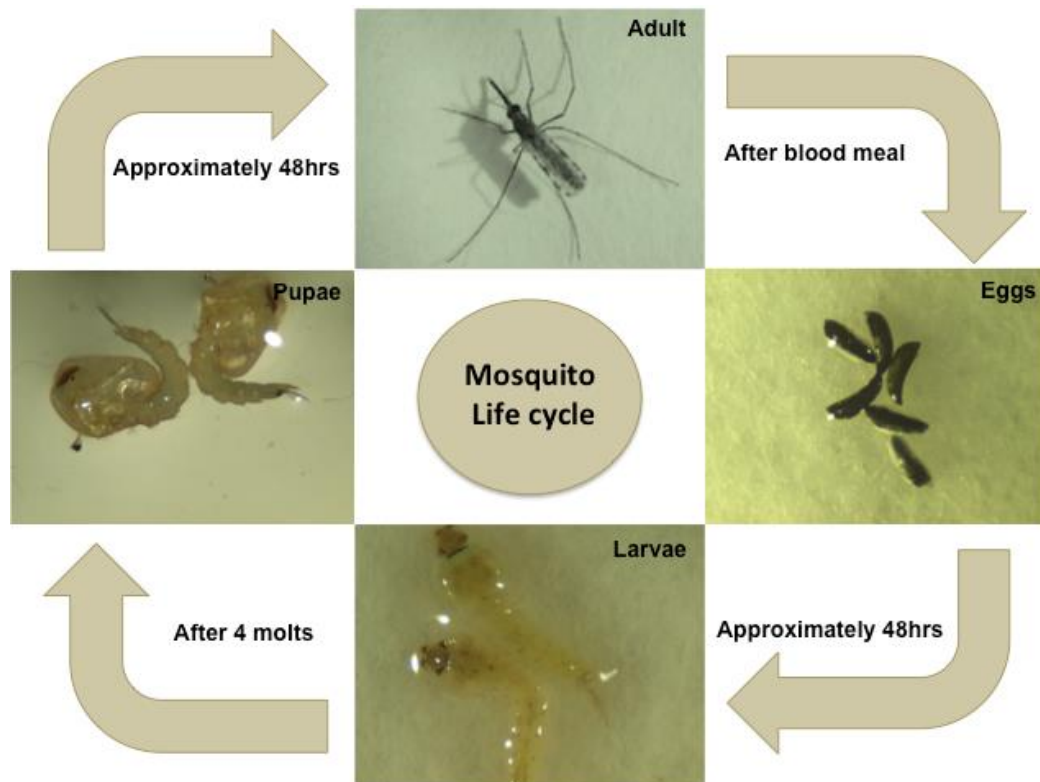 Adult
Approximately 48hrs
After blood meal
Pupae
Eggs
Mosquito
Life cycle
Larvae
After 4 molts
Approximately 48hrs